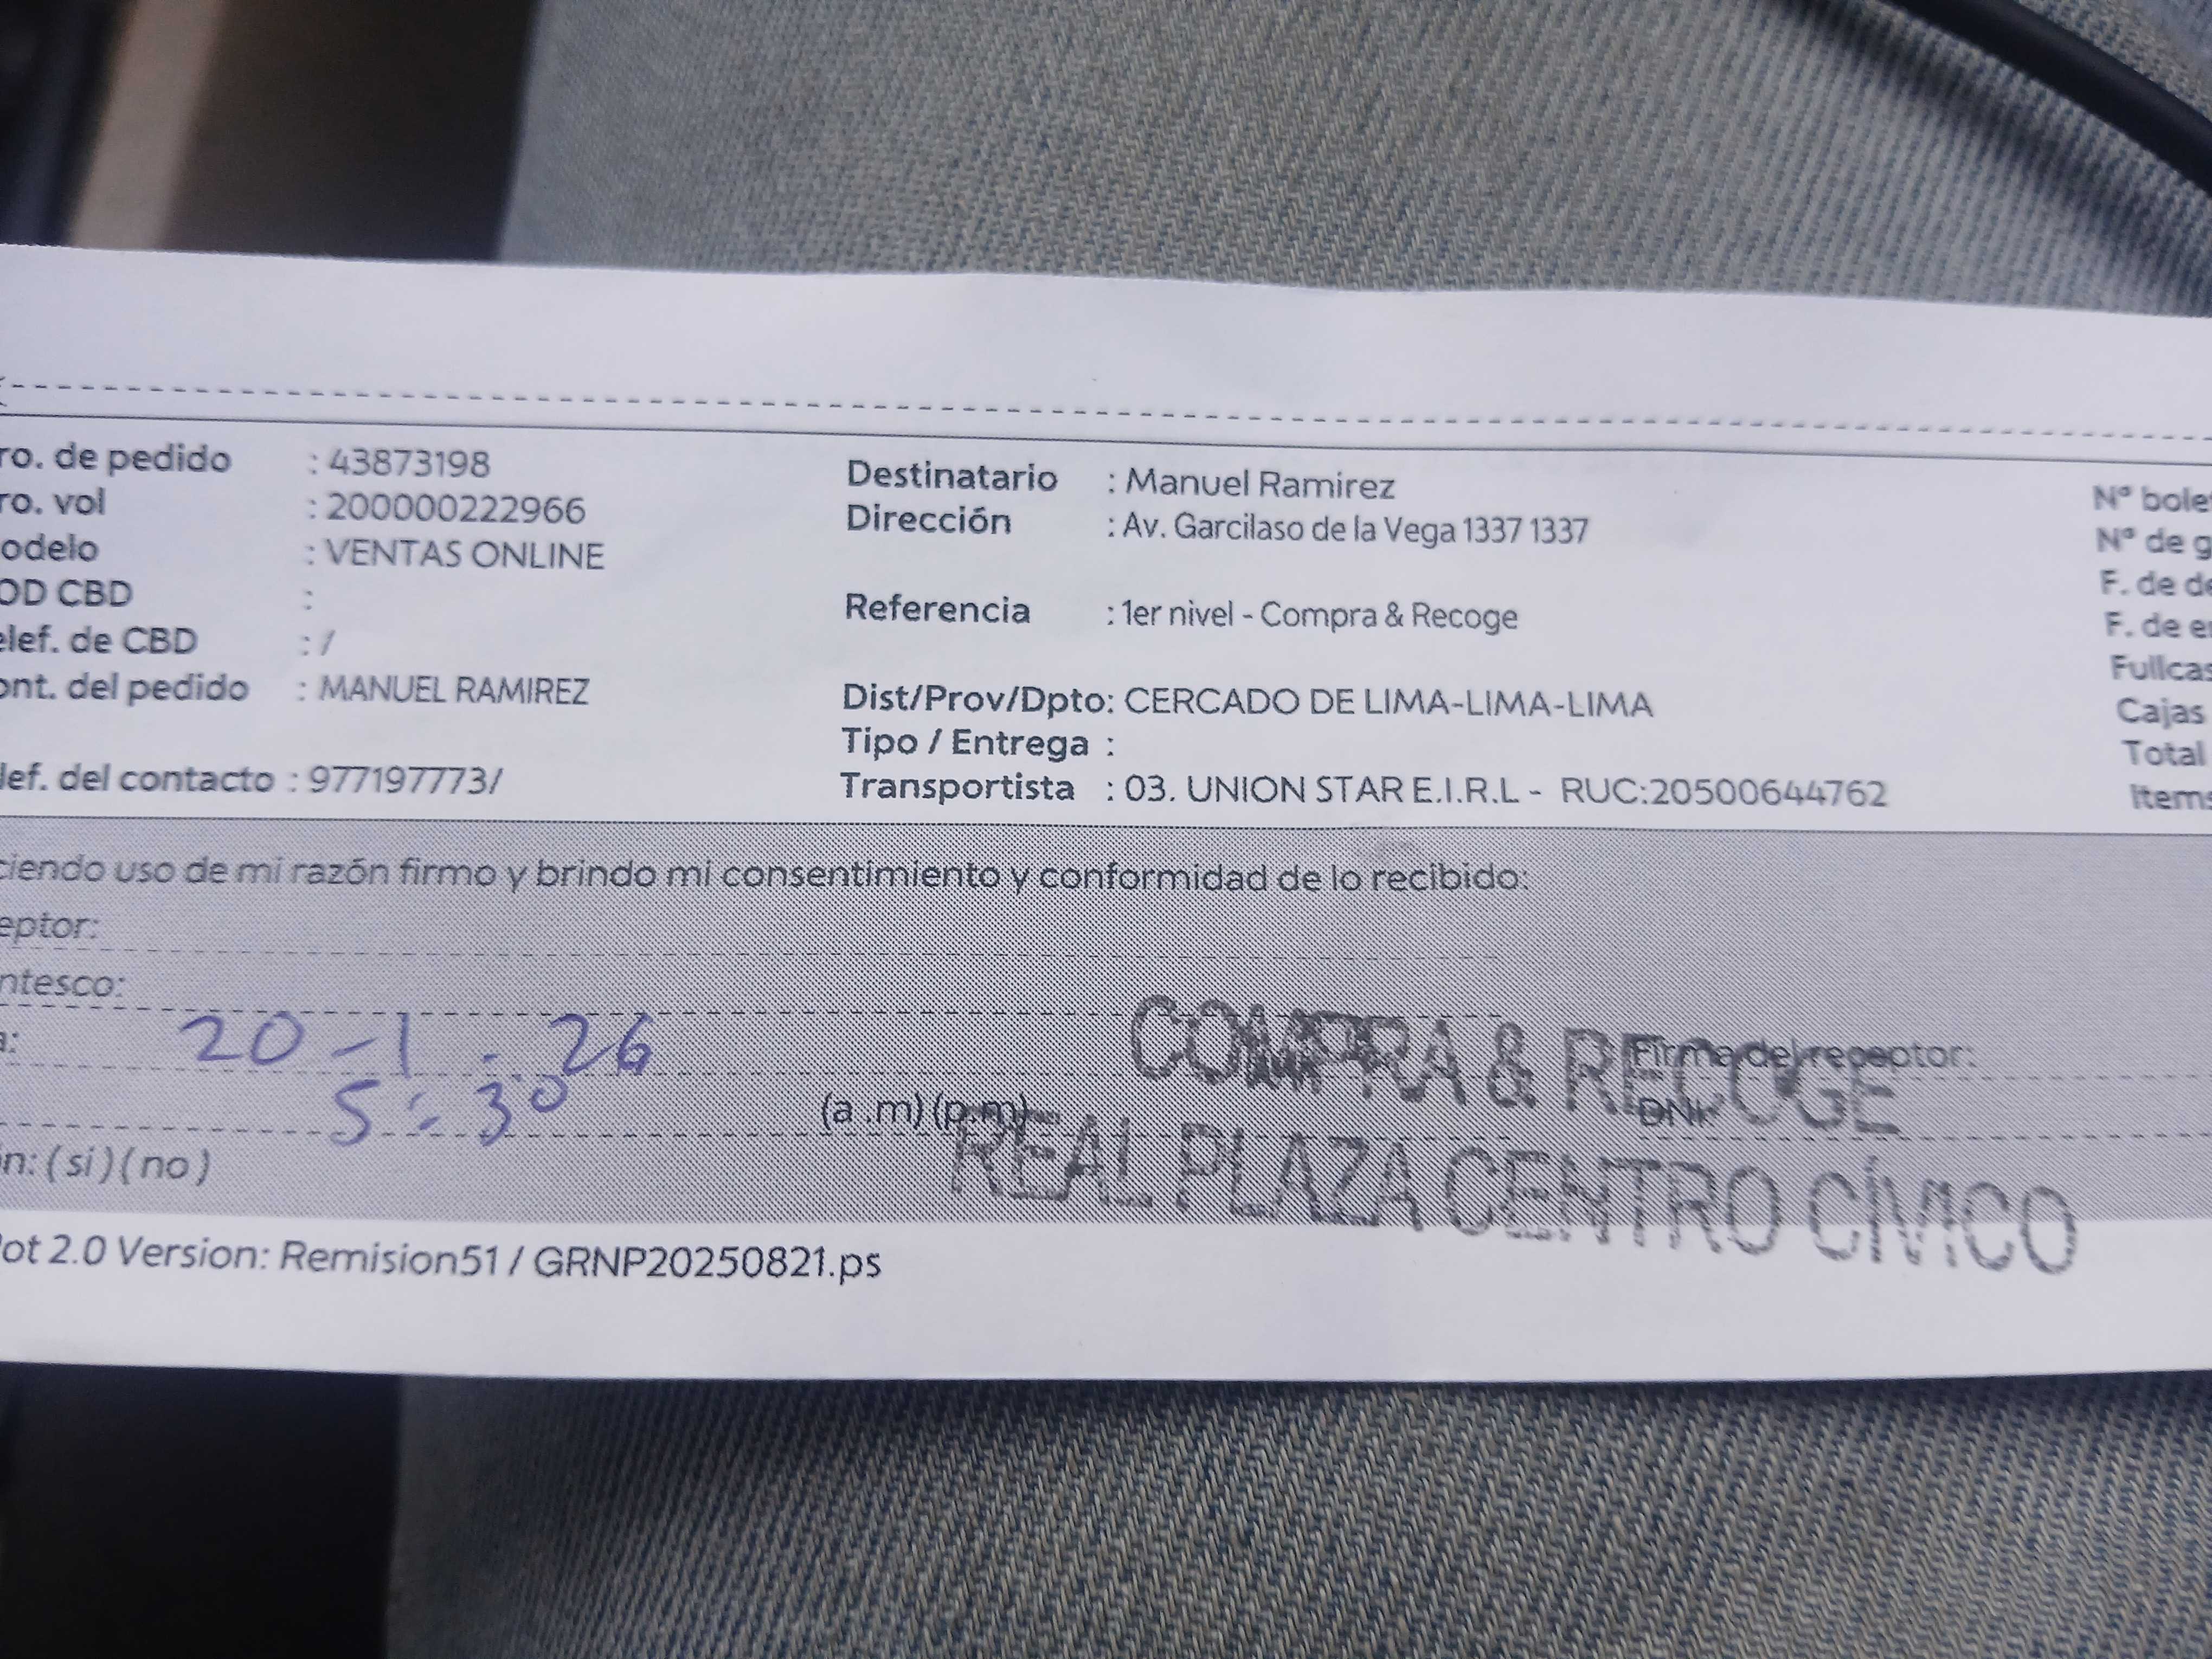 ro. de pedido : 43873198
ro. vol : 200000222966
odelo : VENTAS ONLINE
OD CBD :
elef. de CBD : /
ont. del pedido : MANUEL RAMIREZ
lef. del contacto : 977197773/
Destinatario : Manuel Ramirez
Dirección : Av. Garcilaso de la Vega 1337 1337
Referencia : 1er nivel - Compra & Recoge
Dist/Prov/Dpto: CERCADO DE LIMA-LIMA-LIMA
Tipo / Entrega :
Transportista : 03. UNION STAR E.I.R.L - RUC:20500644762
Nº bole
Nº de g
F. de de
F. de en
Fullcas
Cajas
Total
Items
ciendo uso de mi razón firmo y brindo mi consentimiento y conformidad de lo recibido:
eptor:
ntesco:
a: 20-1-26
5:30 (a.m) (p.m)
COMPRA & RECOGE
REAL PLAZA CENTRO CÍVICO
Firma del receptor:
DNI:
n: (si) (no)
ot 2.0 Version: Remision51 / GRNP20250821.ps